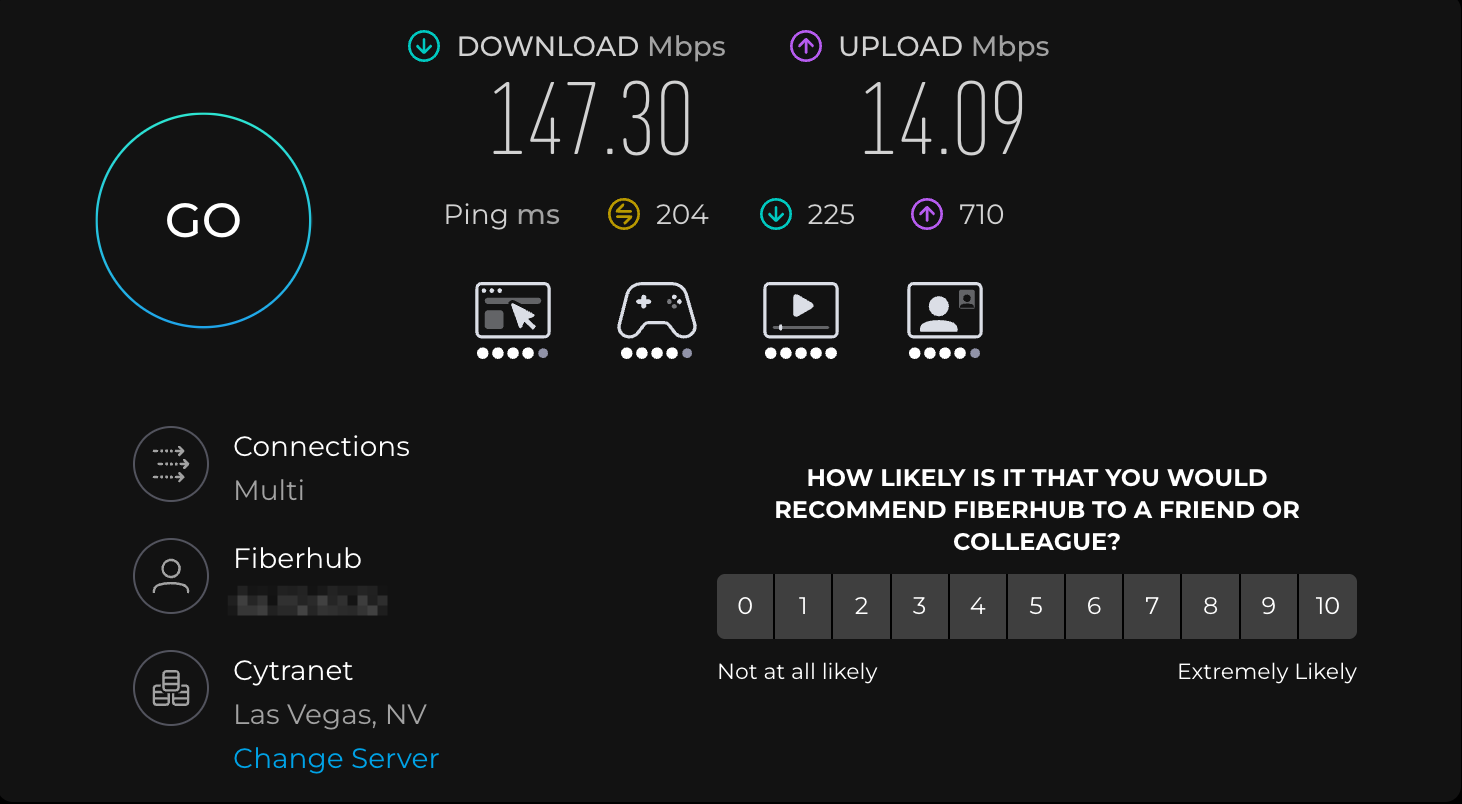 DOWNLOAD Mbps
147.30
UPLOAD Mbps
14.09
GO
Ping ms 204 225 710
Connections
Multi
Fiberhub
Cytranet
Las Vegas, NV
Change Server
HOW LIKELY IS IT THAT YOU WOULD
RECOMMEND FIBERHUB TO A FRIEND OR
COLLEAGUE?
0 1 2 3 4 5 6 7 8 9 10
Not at all likely Extremely Likely